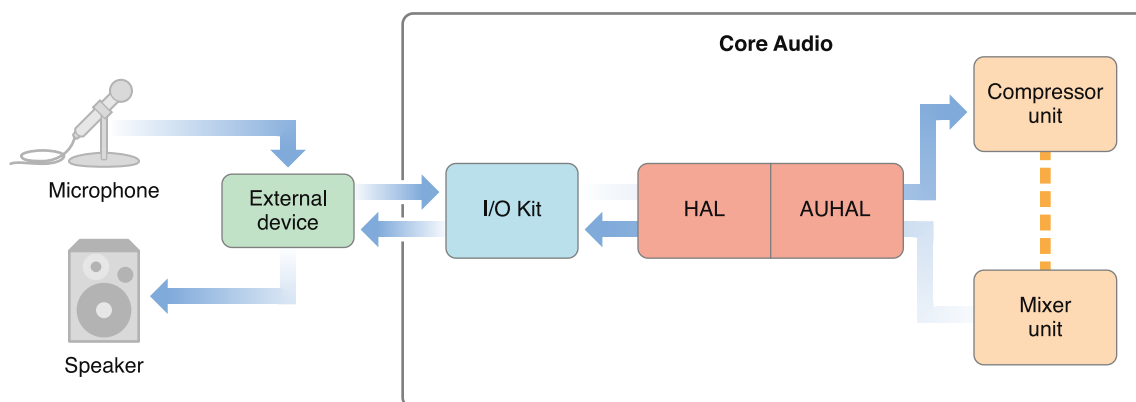 Core Audio
Compressor
unit
Microphone
External
device
I/O Kit
HAL
AUHAL
Mixer
unit
Speaker